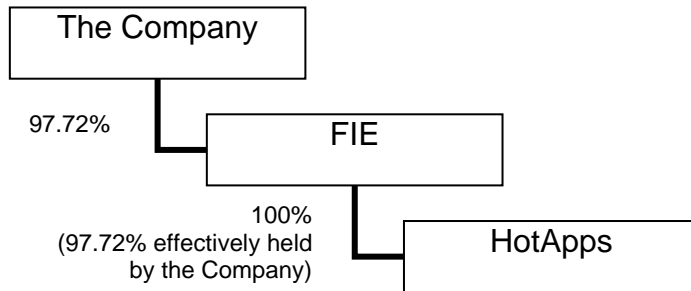 The Company
97.72%
FIE
100%
(97.72% effectively held
by the Company)
HotApps